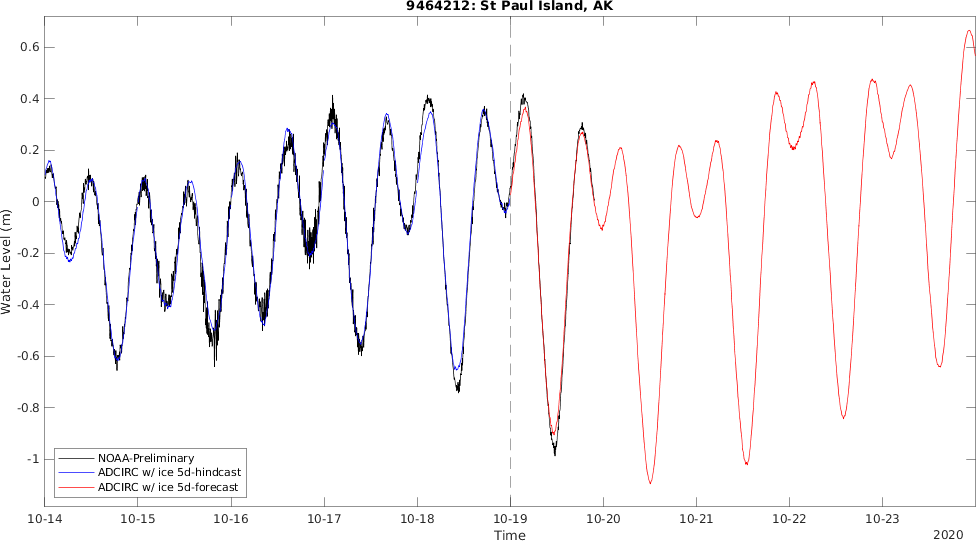 9464212: St Paul Island, AK
0.6
0.4
0.2
0
-0.2
-0.4
-0.6
-0.8
-1
Water Level (m)
NOAA-Preliminary
ADCIRC w/ ice 5d-hindcast
ADCIRC w/ ice 5d-forecast
10-14 10-15 10-16 10-17 10-18 10-19 10-20 10-21 10-22 10-23
Time
2020